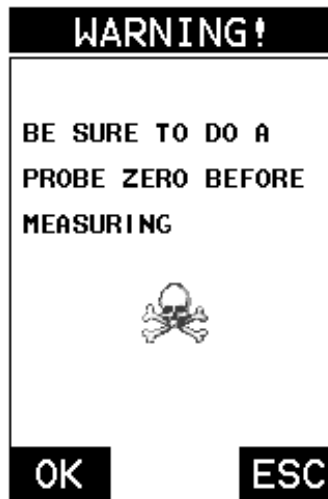 WARNING!
BE SURE TO DO A
PROBE ZERO BEFORE
MEASURING
OK ESC